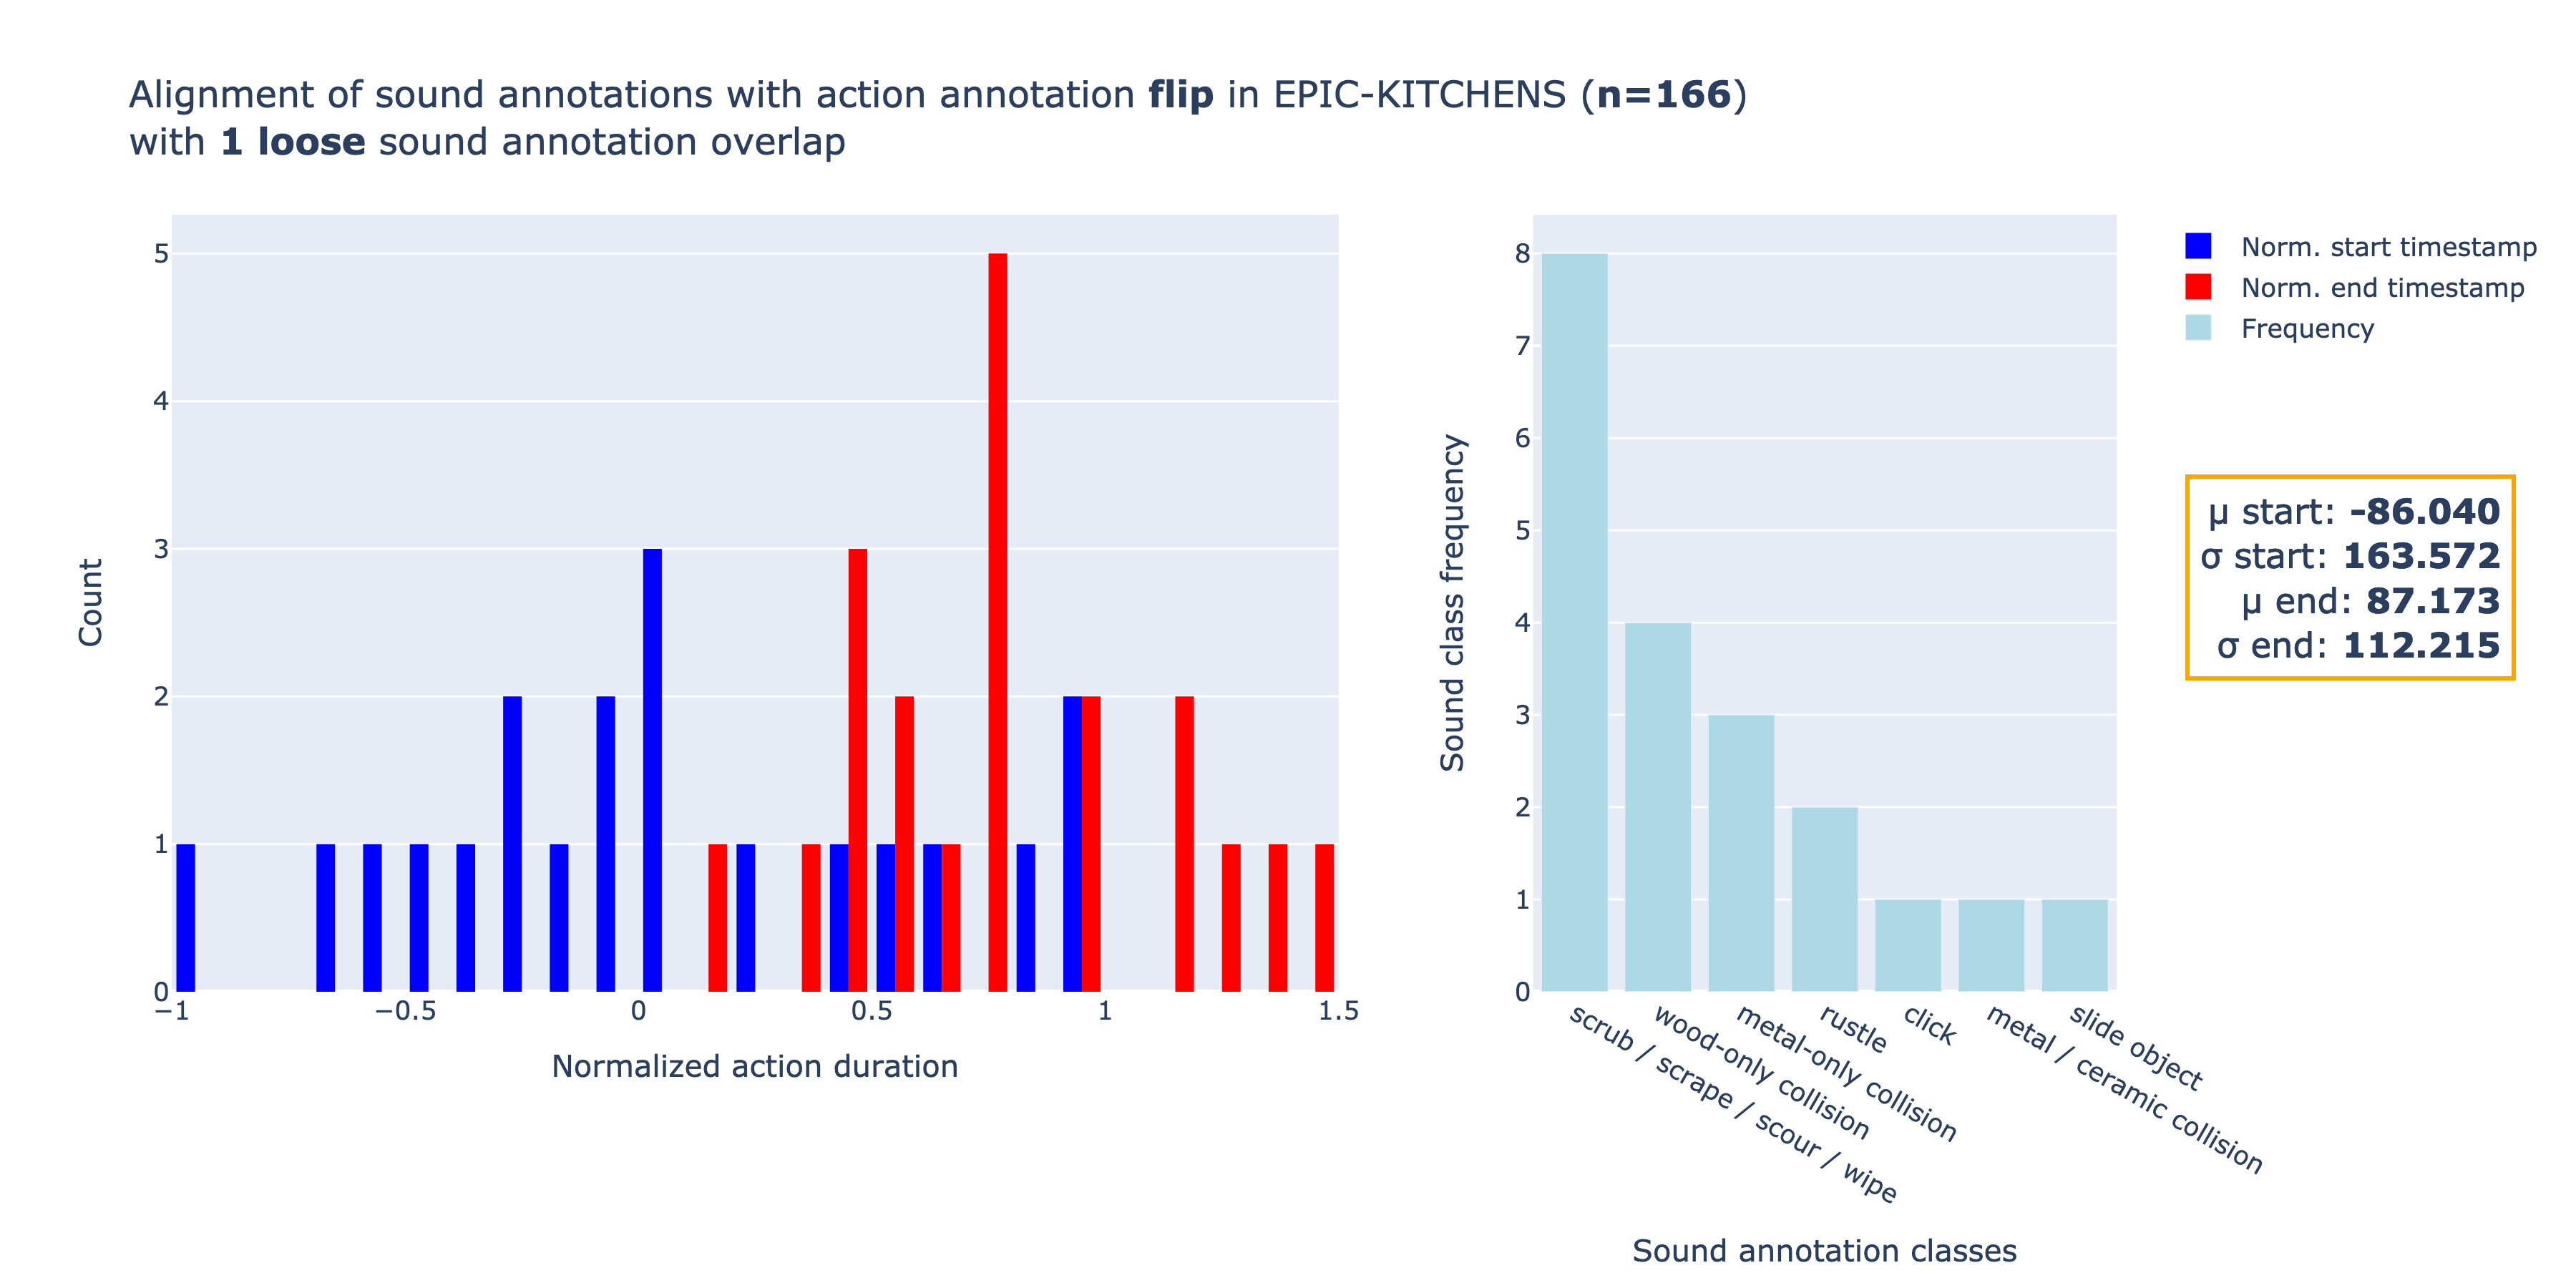 Alignment of sound annotations with action annotation flip in EPIC-KITCHENS (n=166)
with 1 loose sound annotation overlap
5
4
3
2
1
0
−1
−0.5
0
0.5
1
1.5
Count
Normalized action duration
8
7
6
5
4
3
2
1
0
Sound class frequency
scrub / scrape / scour / wipe
wood-only collision
metal-only collision
rustle
click
metal / ceramic collision
slide object
Sound annotation classes
Norm. start timestamp
Norm. end timestamp
Frequency
μ start: -86.040
σ start: 163.572
μ end: 87.173
σ end: 112.215